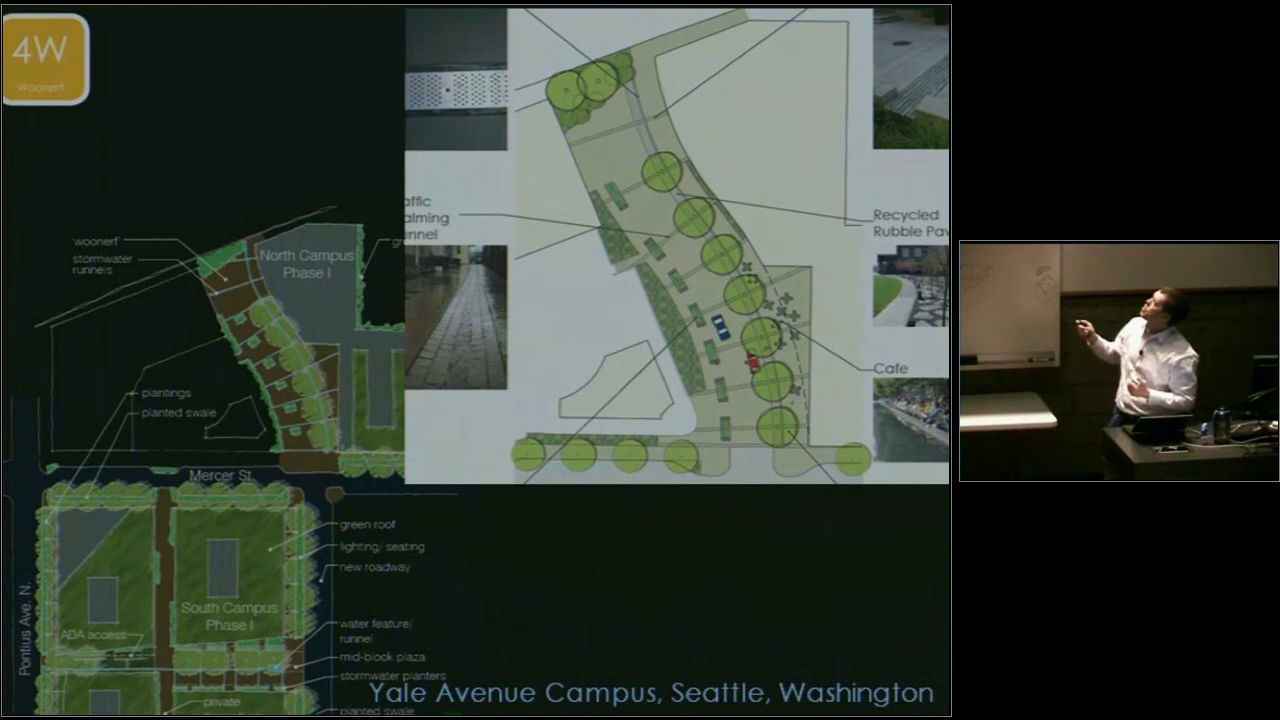 4W
Woonerf
'woonerf'
stormwater
runnels
North Campus
Phase I
plantings
planted swale
Mercer St.
affic
alming
unnel
Recycled
Rubble Pav
Cafe
green roof
lighting/ seating
new roadway
South Campus
Phase I
Pontius Ave. N.
ADA access
water feature/
runnel
mid-block plaza
stormwater planters
private
planted swale
Yale Avenue Campus, Seattle, Washington